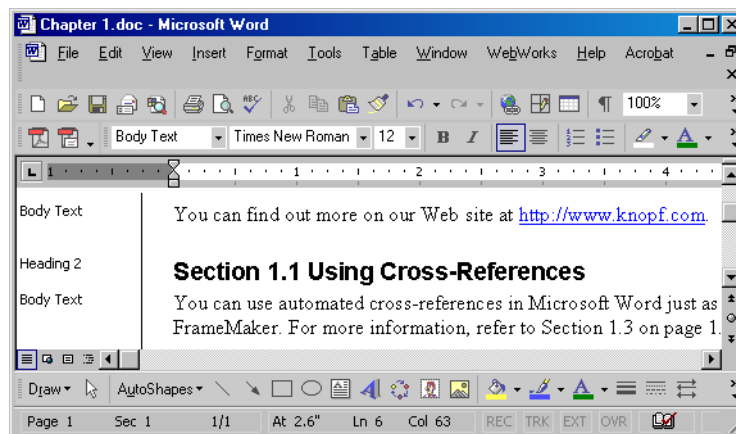 Chapter 1.doc - Microsoft Word
File Edit View Insert Format Tools Table Window WebWorks Help Acrobat
ABC ¶ 100%
Body Text Times New Roman 12 B I A
L 1 1 2 3 4
Body Text You can find out more on our Web site at http://www.knopf.com.
Heading 2 Section 1.1 Using Cross-References
Body Text You can use automated cross-references in Microsoft Word just as
FrameMaker. For more information, refer to Section 1.3 on page 1.
Draw AutoShapes A A
Page 1 Sec 1 1/1 At 2.6" Ln 6 Col 63 REC TRK EXT OVR